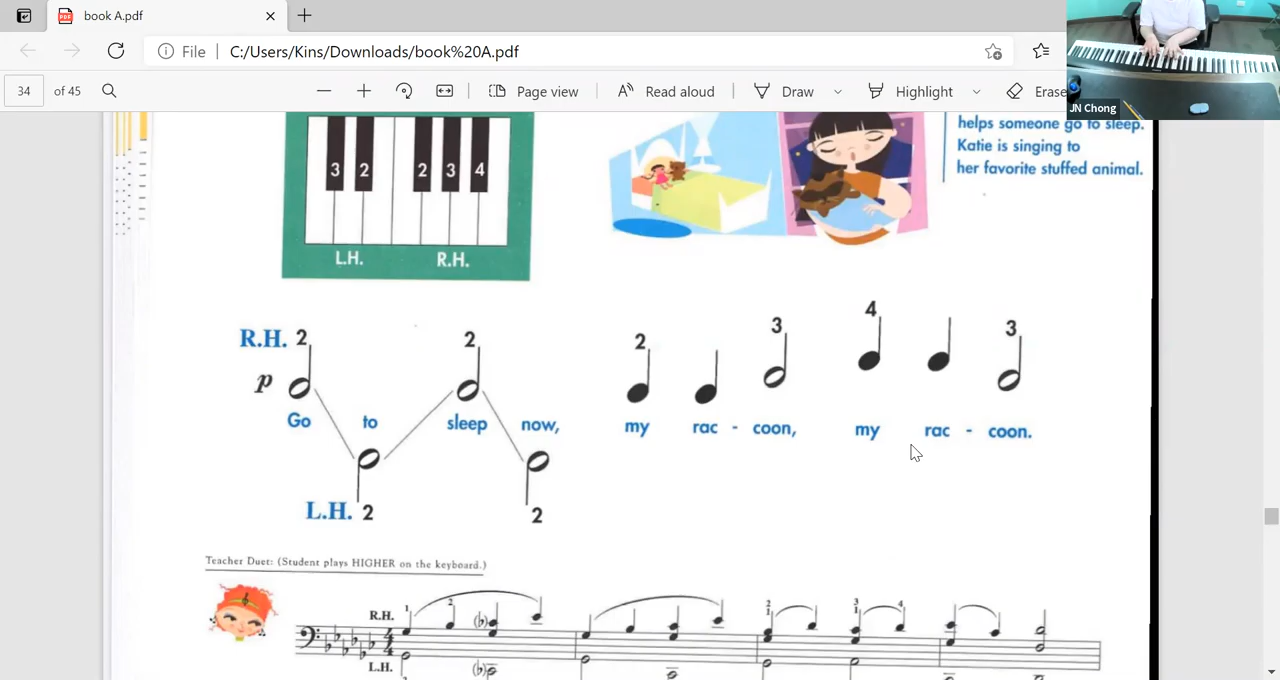 book A.pdf
File C:/Users/Kins/Downloads/book%20A.pdf
34 of 45 Page view Read aloud Draw Highlight Erase
JN Chong
helps someone go to sleep.
Katie is singing to
her favorite stuffed animal.
3 2 2 3 4
L.H. R.H.
R.H. 2 2 2 3 4 3
p
Go to sleep now, my rac - coon, my rac - coon.
L.H. 2 2
Teacher Duet: (Student plays HIGHER on the keyboard.)
R.H.
L.H.